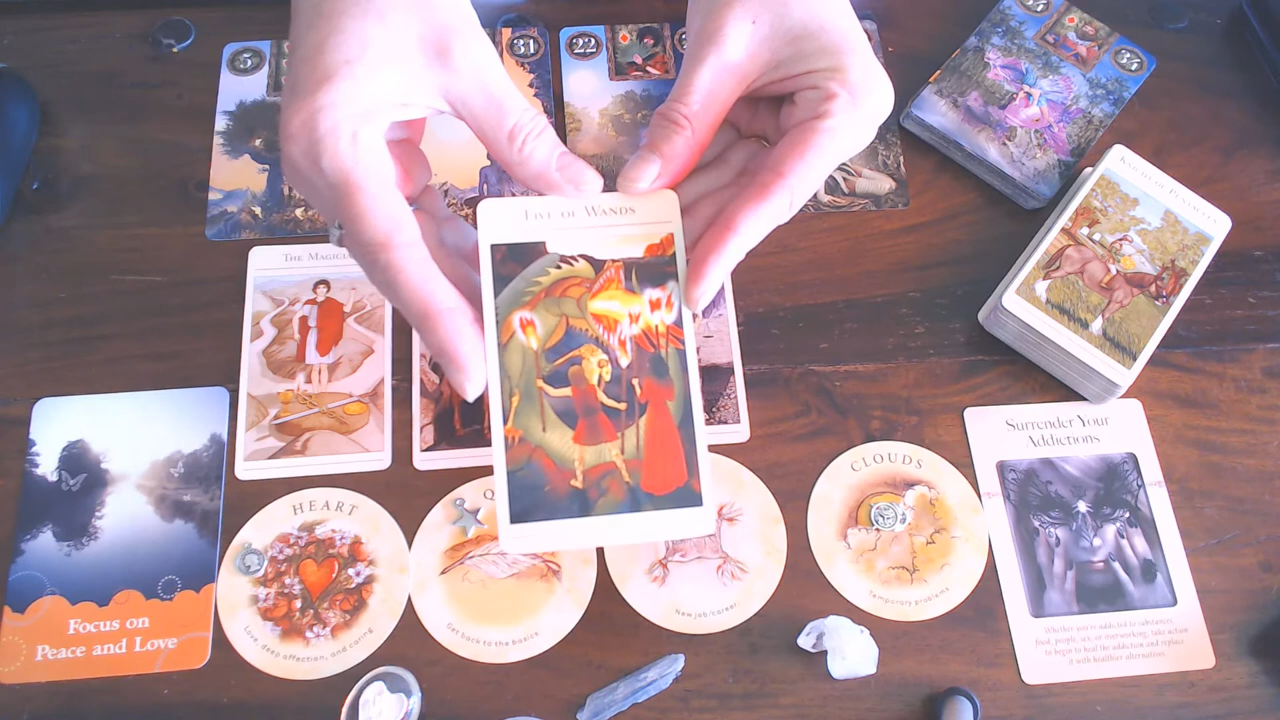 5
31
22
37
37
KNIGHT OF PENTACLES
FIVE OF WANDS
THE MAGICIA
Surrender Your
Addictions
Whether you're addicted to substances,
food, people, sex, or overworking, take action
to begin to heal the addiction and replace
it with healthier alternatives.
Focus on
Peace and Love
HEART
Love, deep affection, and caring
Q
Get back to the basics
New job/career
CLOUDS
Temporary problems